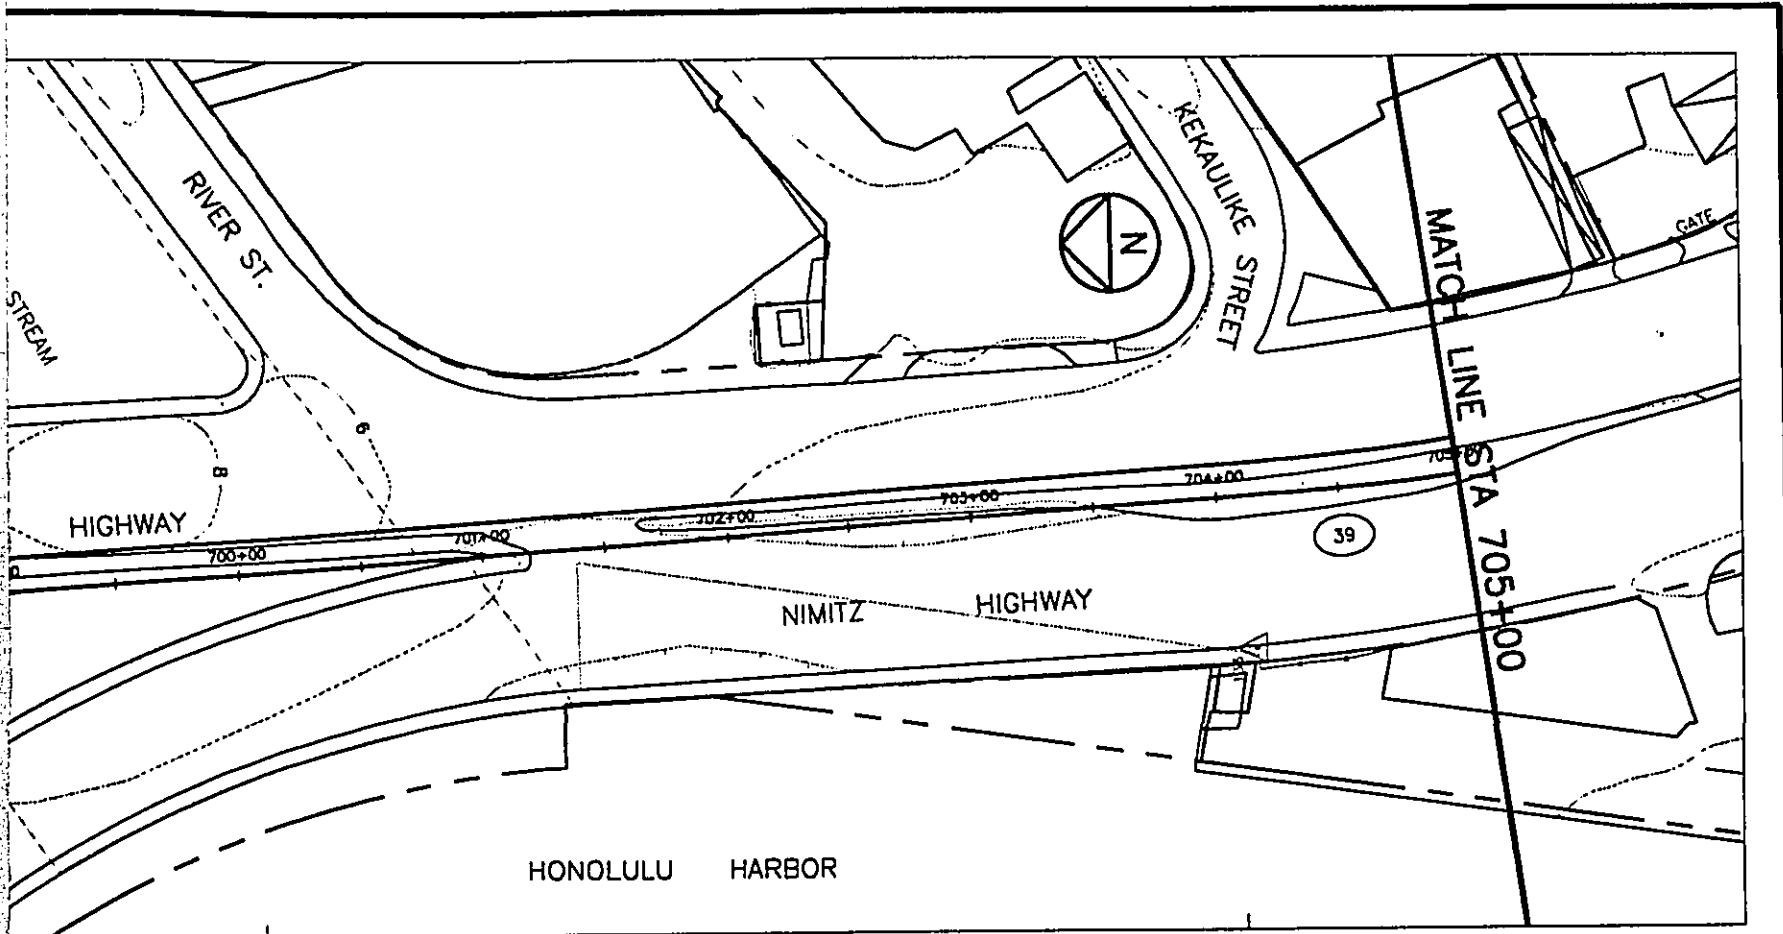 RIVER ST.
STREAM
KEKAULIKE STREET
N
GATE
MATCH LINE STA 705+00
6
8
HIGHWAY
700+00
701+00
702+00
703+00
704+00
39
NIMITZ HIGHWAY
HONOLULU HARBOR